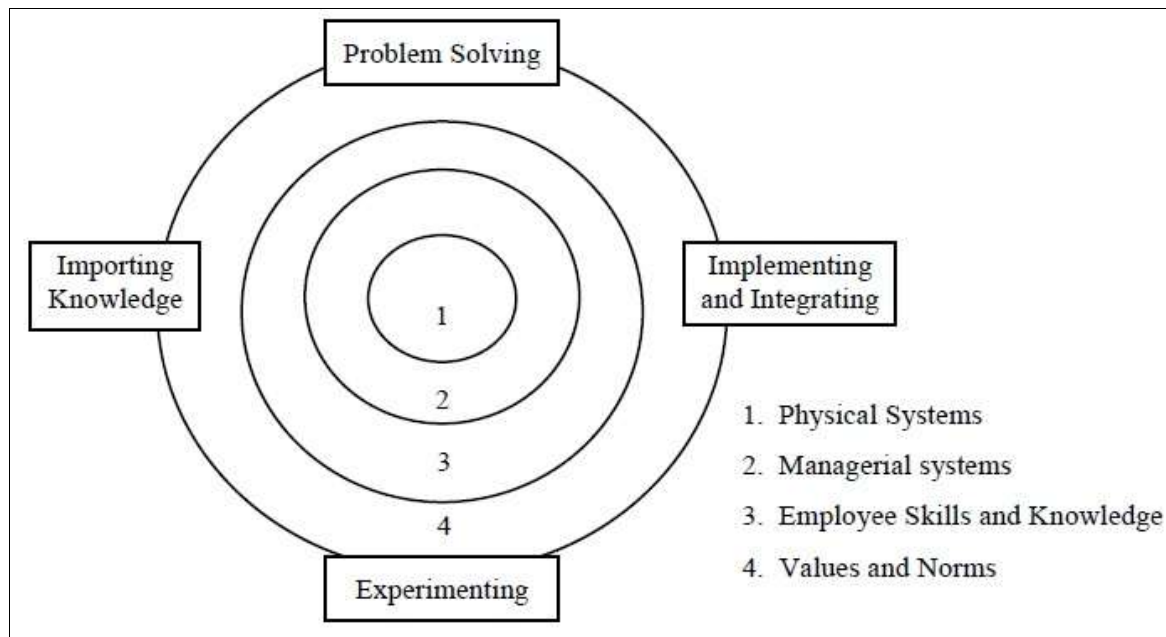 Problem Solving
Importing
Knowledge
Implementing
and Integrating
1
2
3
4
Experimenting
1. Physical Systems
2. Managerial systems
3. Employee Skills and Knowledge
4. Values and Norms